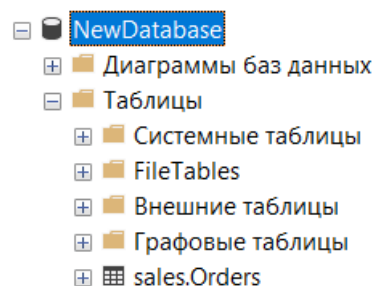 NewDatabase
Диаграммы баз данных
Таблицы
Системные таблицы
FileTables
Внешние таблицы
Графовые таблицы
sales.Orders